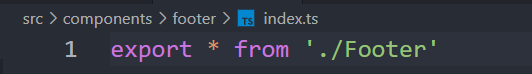 src > components > footer > TS index.ts
1 export * from './Footer'